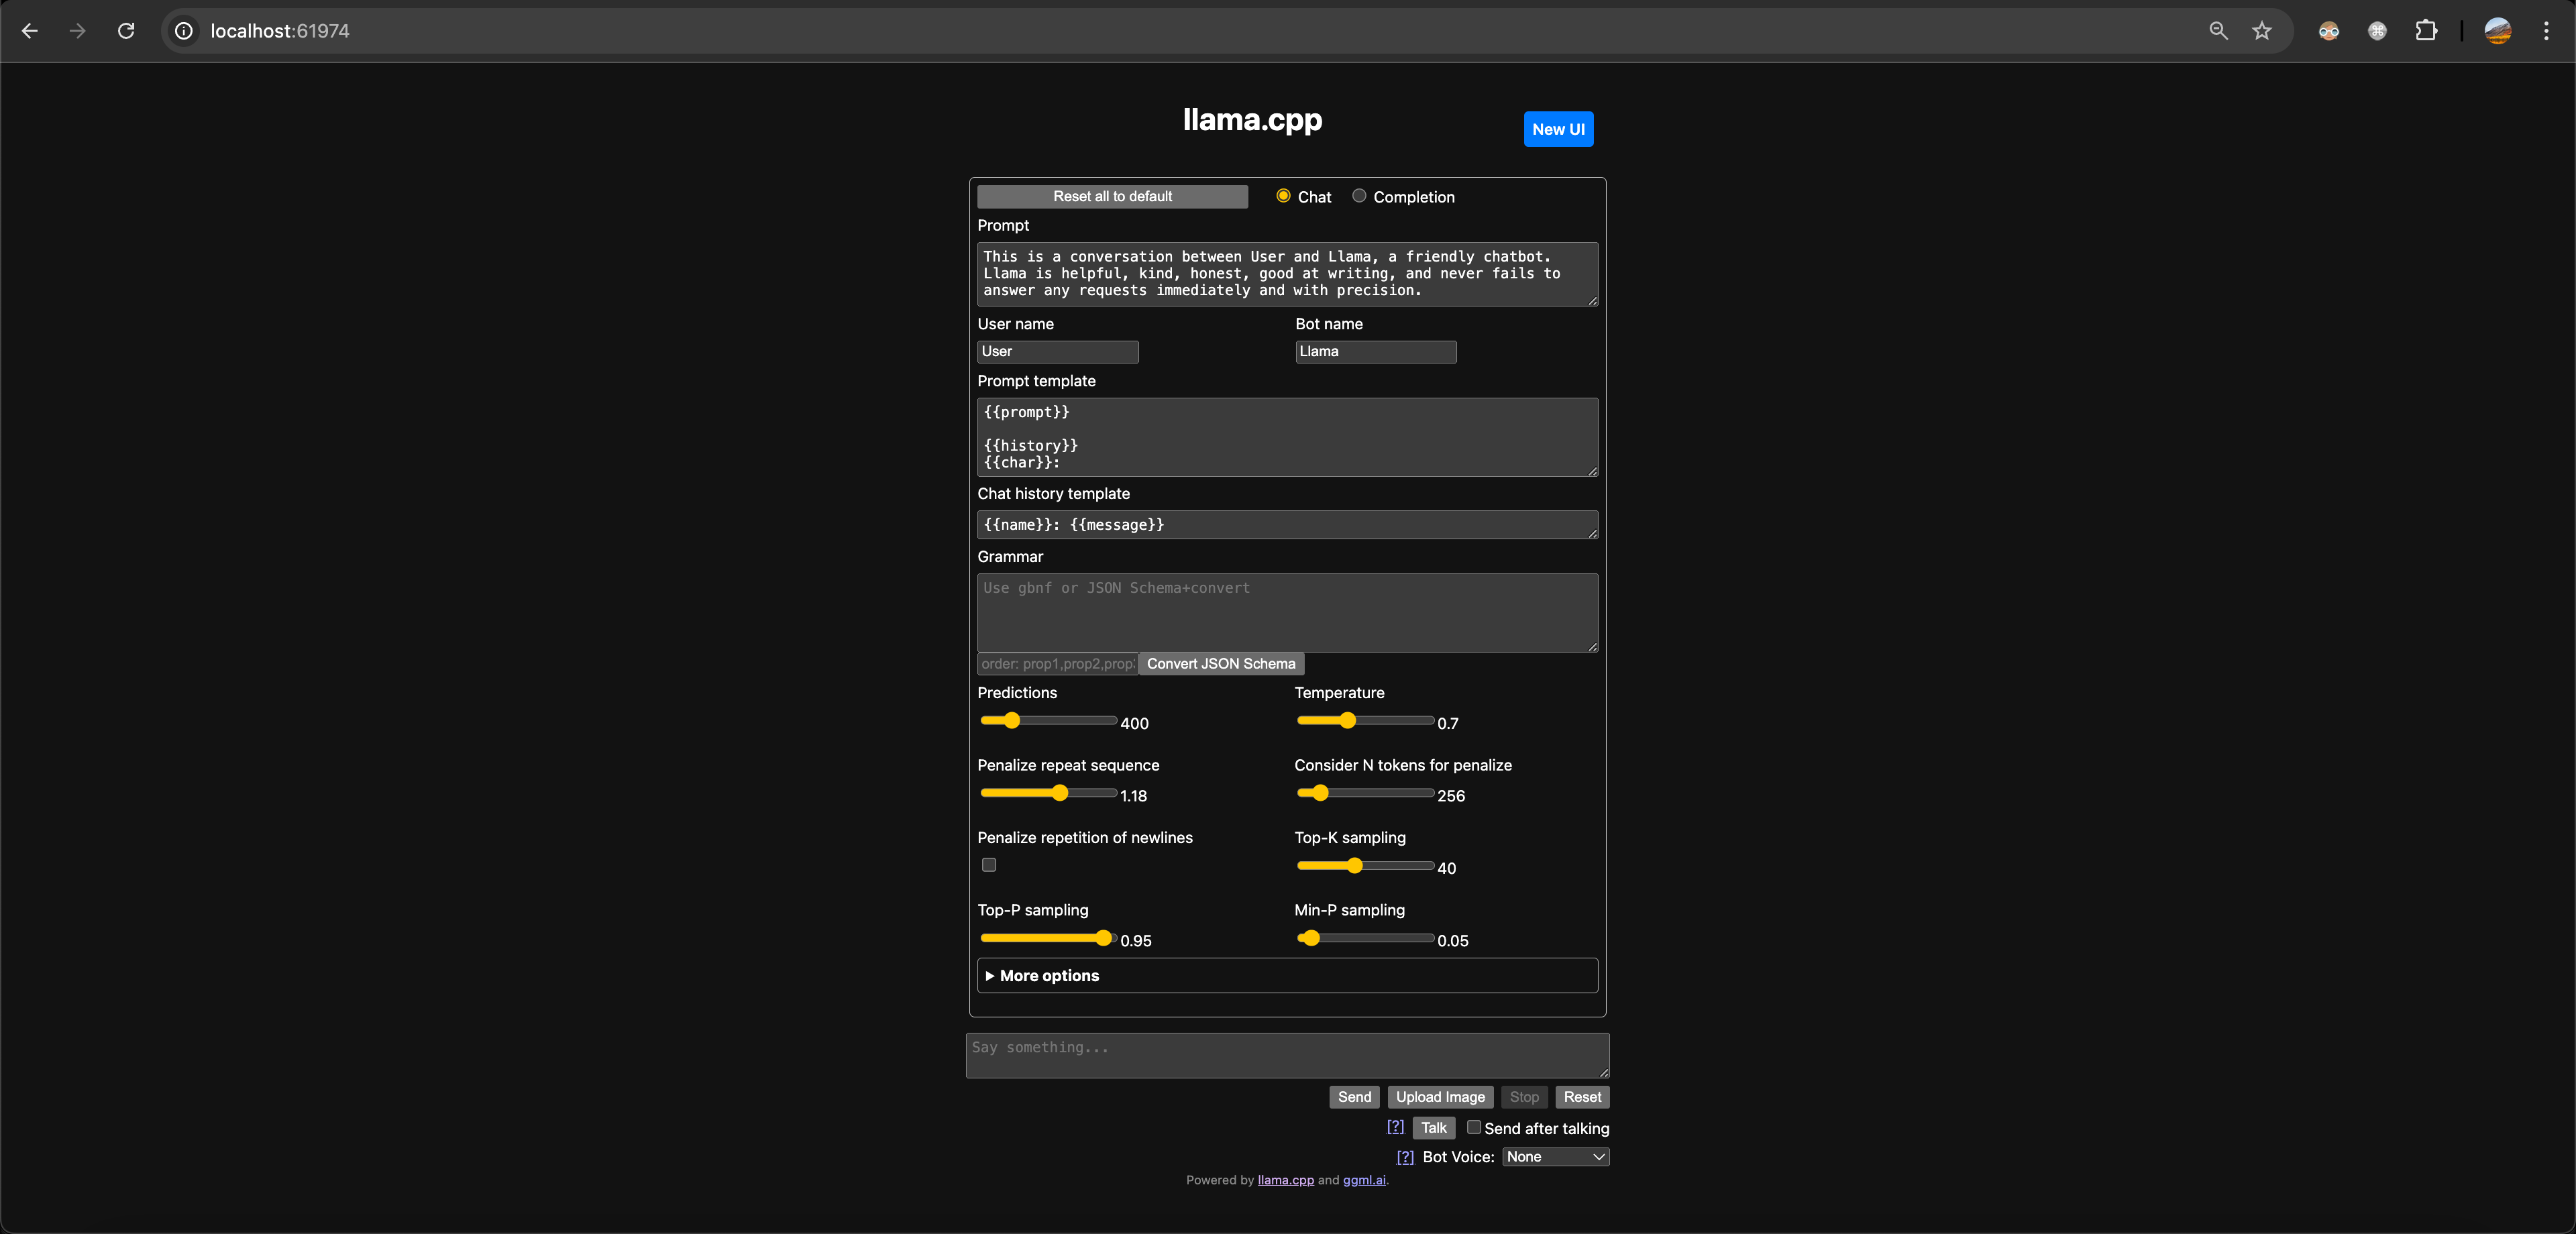 localhost:61974
llama.cpp
New UI
Reset all to default
Chat
Completion
Prompt
This is a conversation between User and Llama, a friendly chatbot.
Llama is helpful, kind, honest, good at writing, and never fails to
answer any requests immediately and with precision.
User name
Bot name
User
Llama
Prompt template
{{prompt}}
{{history}}
{{char}}:
Chat history template
{{name}}: {{message}}
Grammar
Use gbnf or JSON Schema+convert
order: prop1,prop2,prop3
Convert JSON Schema
Predictions
Temperature
400
0.7
Penalize repeat sequence
Consider N tokens for penalize
1.18
256
Penalize repetition of newlines
Top-K sampling
40
Top-P sampling
Min-P sampling
0.95
0.05
More options
Say something...
Send
Upload Image
Stop
Reset
[?]
Talk
Send after talking
[?]
Bot Voice:
None
Powered by llama.cpp and ggml.ai.